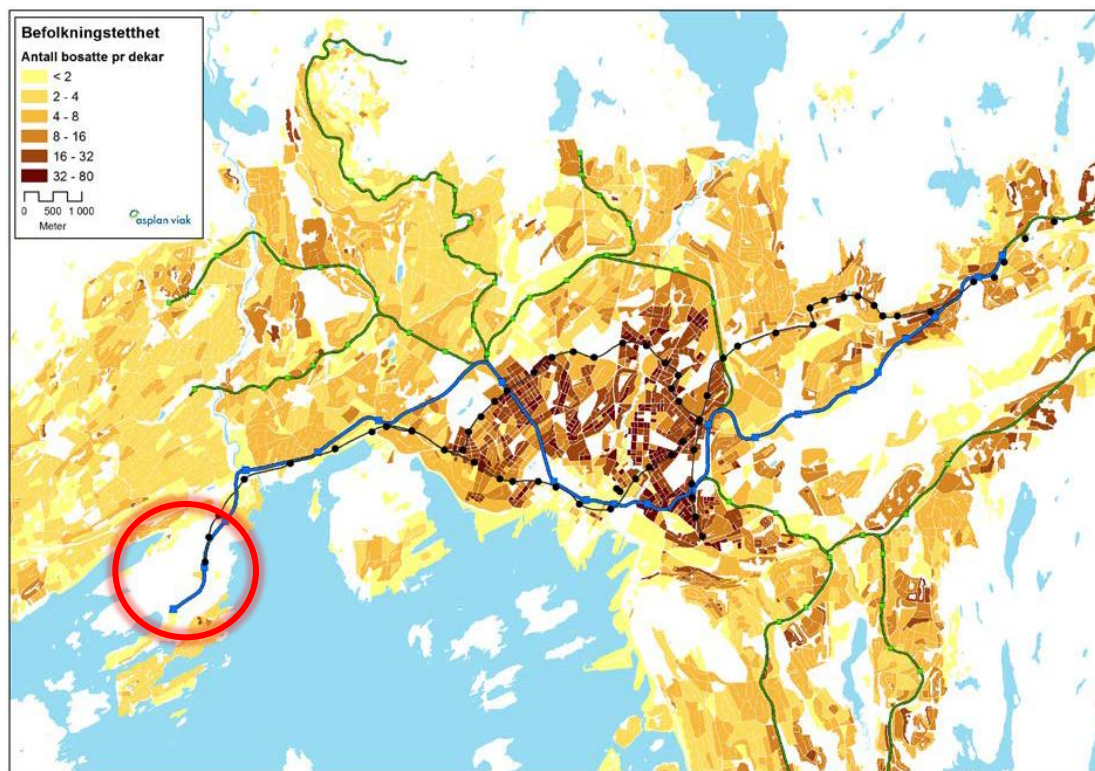 Befolkningstetthet
Antall bosatte pr dekar
< 2
2 - 4
4 - 8
8 - 16
16 - 32
32 - 80
0 500 1 000
Meter
asplan viak